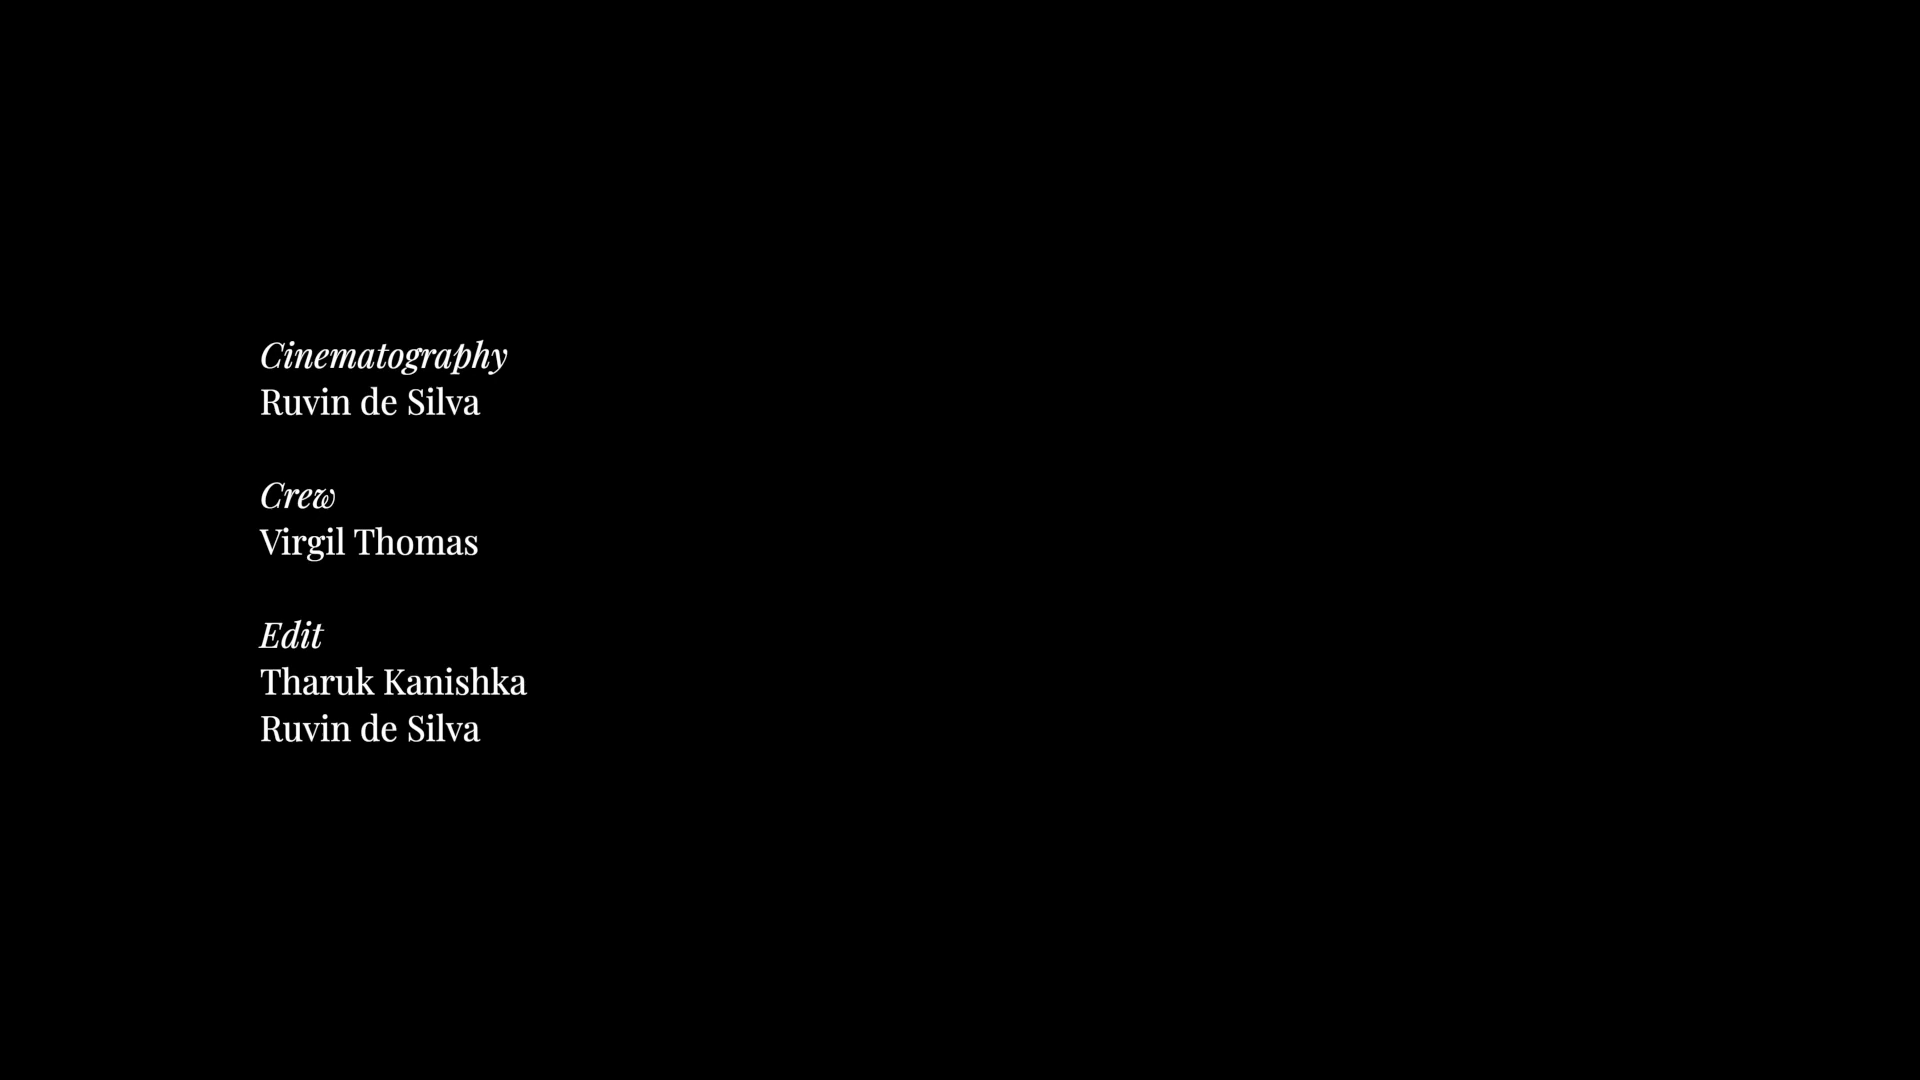 Cinematography
Ruvin de Silva
Crew
Virgil Thomas
Edit
Tharuk Kanishka
Ruvin de Silva